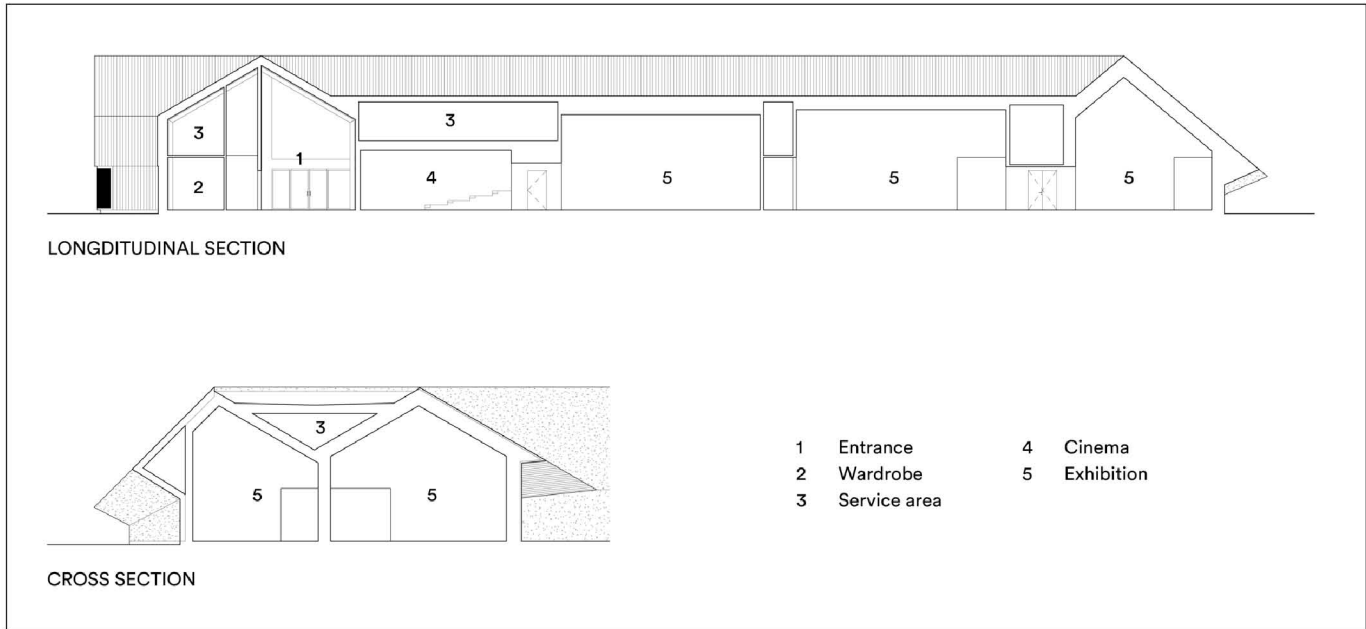 3
2
1
3
4
5
5
5
LONGDITUDINAL SECTION
3
5
5
CROSS SECTION
1 Entrance
2 Wardrobe
3 Service area
4 Cinema
5 Exhibition